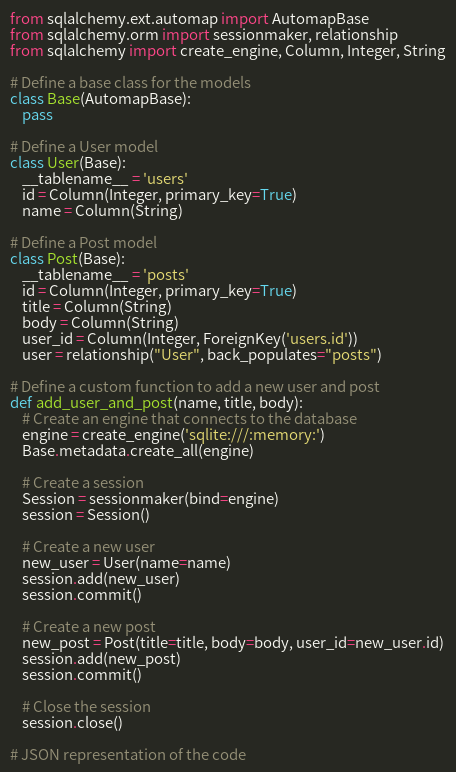 from sqlalchemy.ext.automap import AutomapBase
from sqlalchemy.orm import sessionmaker, relationship
from sqlalchemy import create_engine, Column, Integer, String

# Define a base class for the models
class Base(AutomapBase):
    pass

# Define a User model
class User(Base):
    __tablename__ = 'users'
    id = Column(Integer, primary_key=True)
    name = Column(String)

# Define a Post model
class Post(Base):
    __tablename__ = 'posts'
    id = Column(Integer, primary_key=True)
    title = Column(String)
    body = Column(String)
    user_id = Column(Integer, ForeignKey('users.id'))
    user = relationship("User", back_populates="posts")

# Define a custom function to add a new user and post
def add_user_and_post(name, title, body):
    # Create an engine that connects to the database
    engine = create_engine('sqlite:///:memory:')
    Base.metadata.create_all(engine)

    # Create a session
    Session = sessionmaker(bind=engine)
    session = Session()

    # Create a new user
    new_user = User(name=name)
    session.add(new_user)
    session.commit()

    # Create a new post
    new_post = Post(title=title, body=body, user_id=new_user.id)
    session.add(new_post)
    session.commit()

    # Close the session
    session.close()

# JSON representation of the code